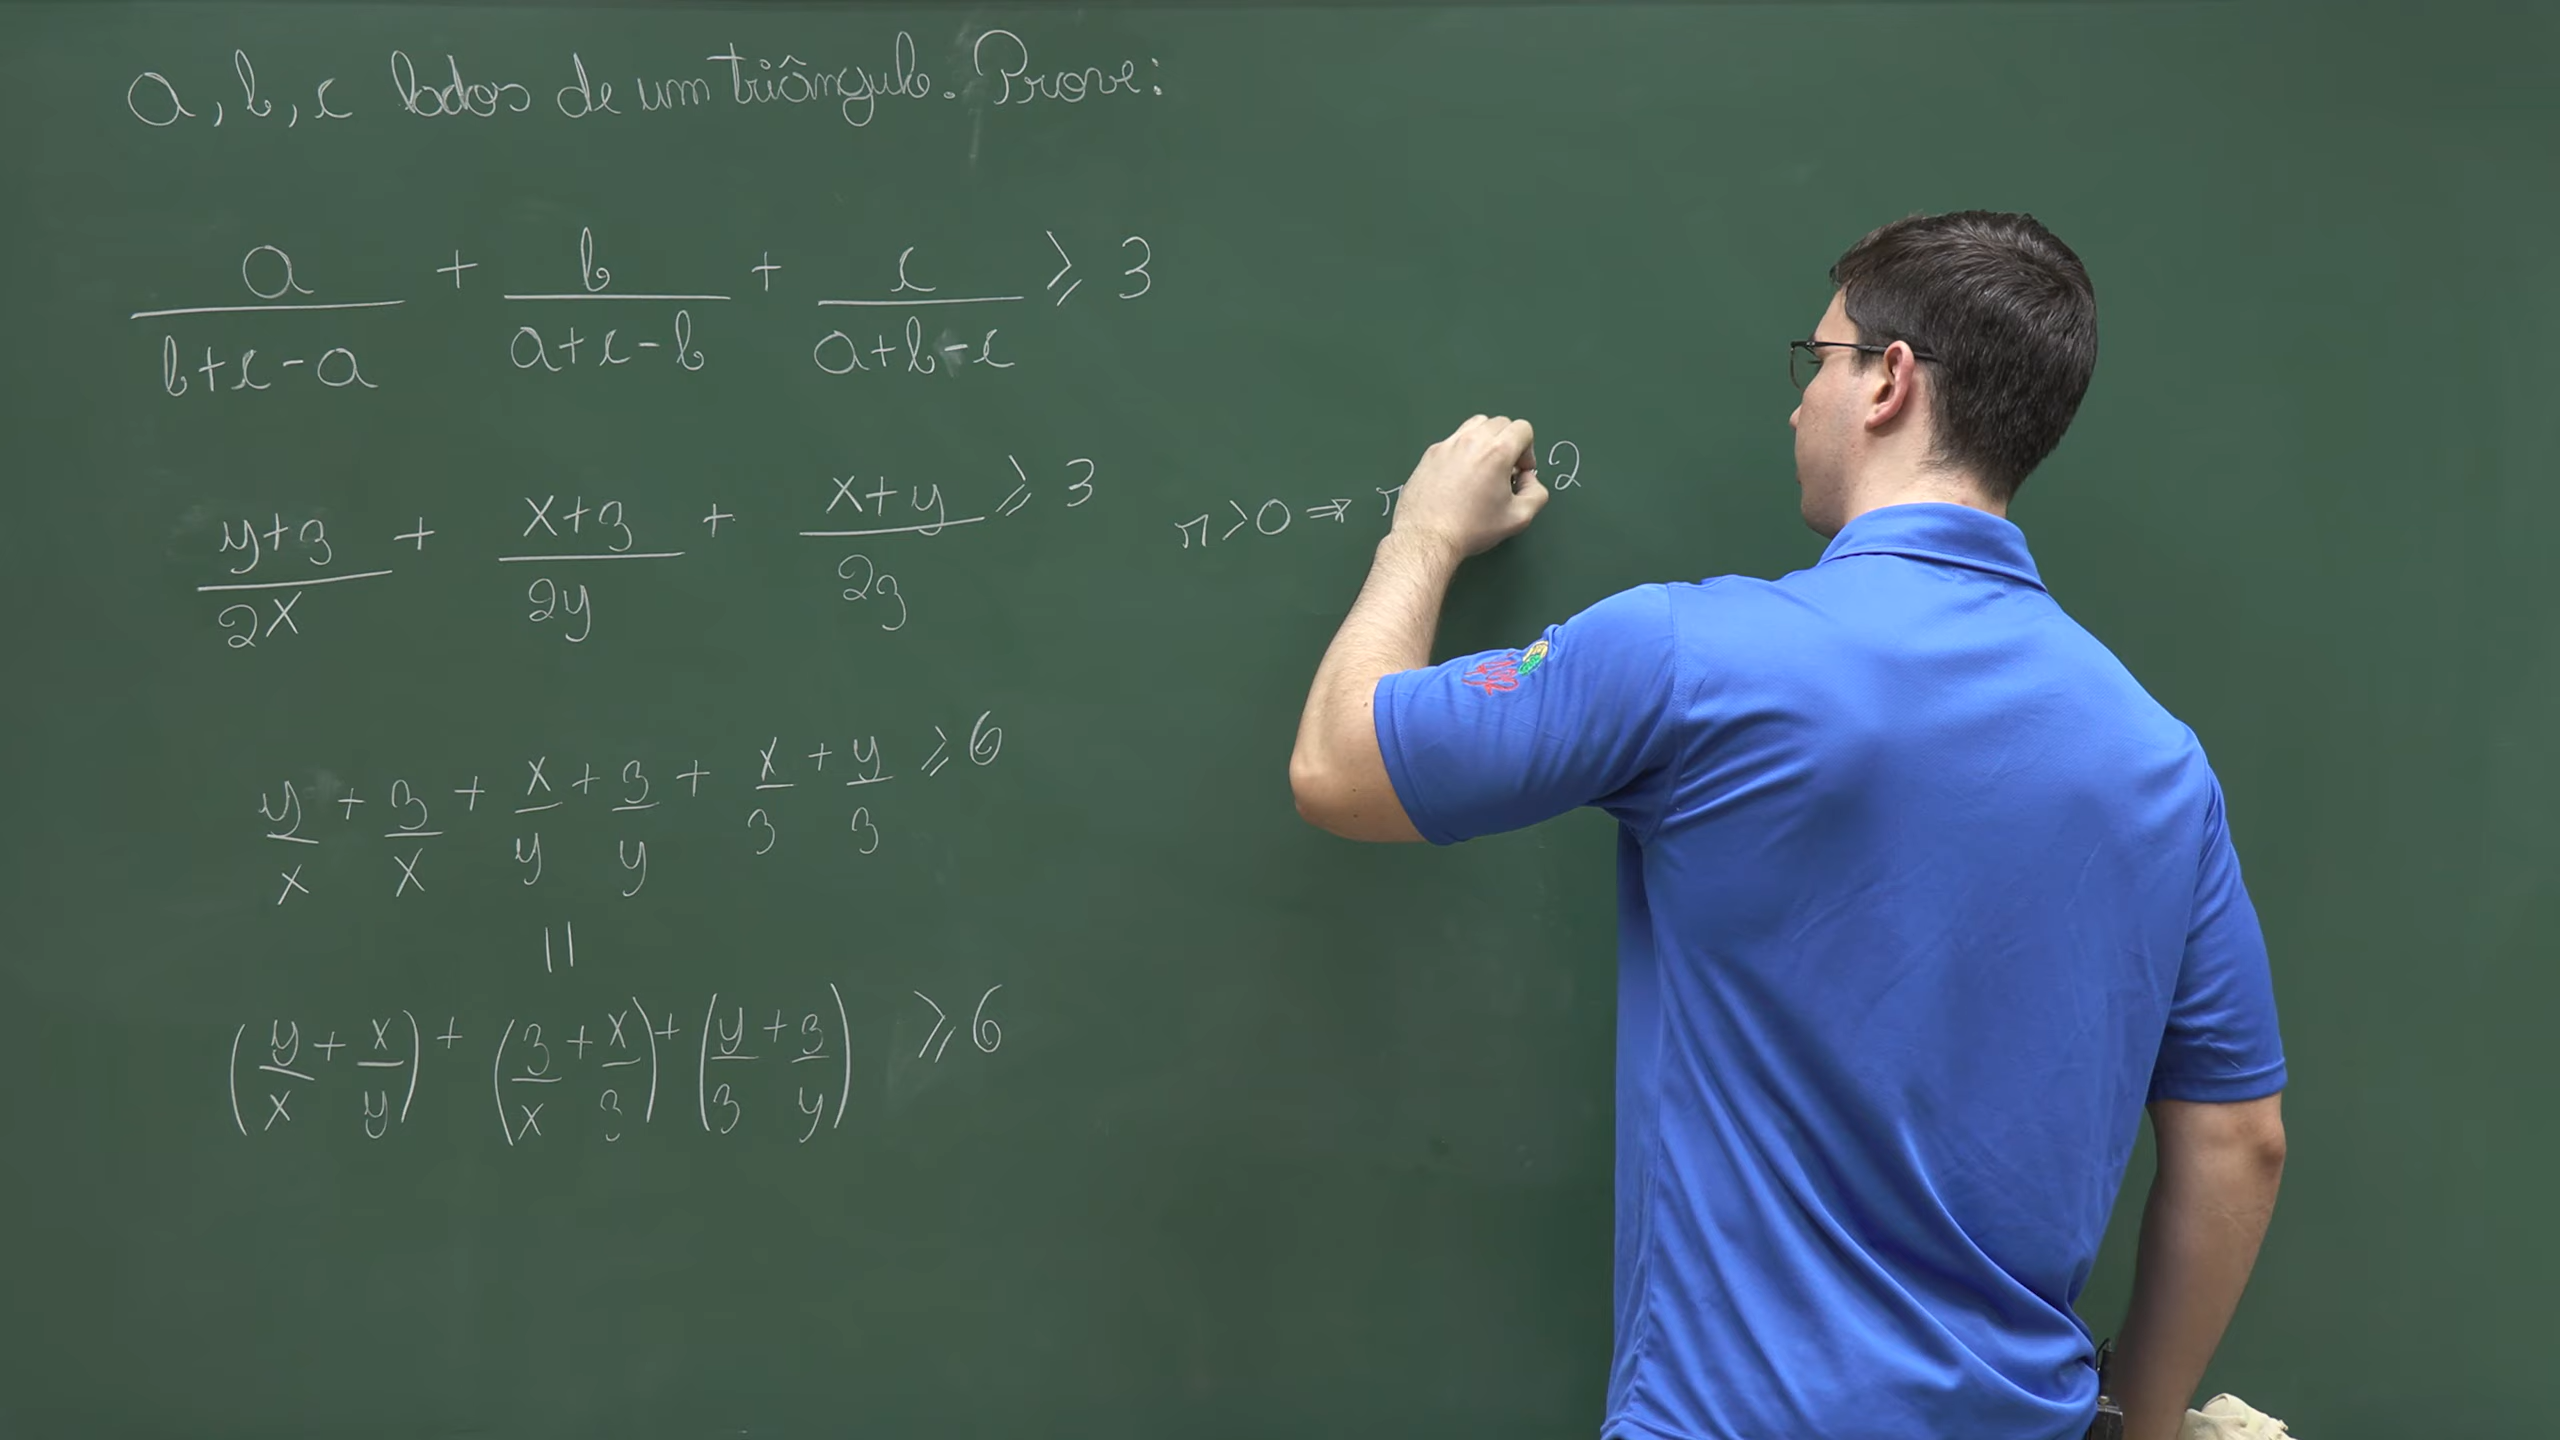 a, b, c lados de um triângulo. Prove:
a/(b+c-a) + b/(a+c-b) + c/(a+b-c) ⩾ 3
(y+z)/2x + (x+z)/2y + (x+y)/2z ⩾ 3
r>0 ⇒ r 2
y/x + z/x + x/y + z/y + x/z + y/z ⩾ 6
||
(y/x + x/y) + (z/x + x/z) + (y/z + z/y) ⩾ 6